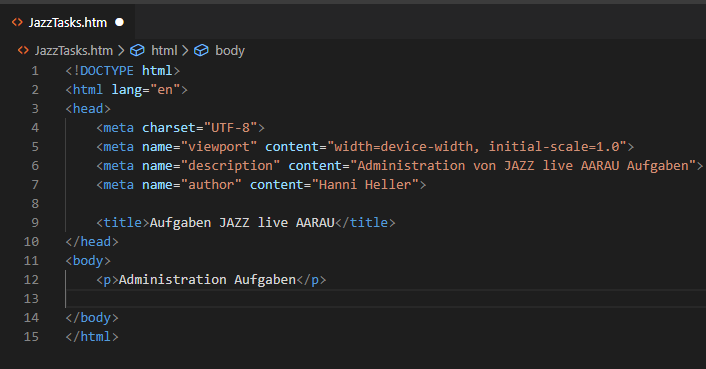 JazzTasks.htm
JazzTasks.htm > html > body
1 <!DOCTYPE html>
2 <html lang="en">
3 <head>
4 <meta charset="UTF-8">
5 <meta name="viewport" content="width=device-width, initial-scale=1.0">
6 <meta name="description" content="Administration von JAZZ live AARAU Aufgaben">
7 <meta name="author" content="Hanni Heller">
8
9 <title>Aufgaben JAZZ live AARAU</title>
10 </head>
11 <body>
12 <p>Administration Aufgaben</p>
13
14 </body>
15 </html>